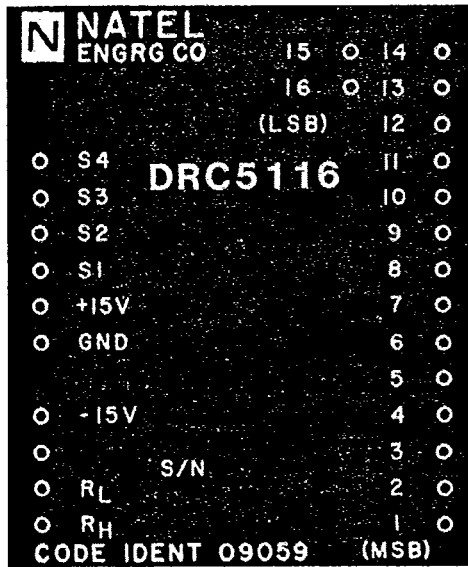 N NATEL
ENGRG CO
15 14
16 13
(LSB) 12
S4 DRC5116 11
S3 10
S2 9
S1 8
+15V 7
GND 6
5
-15V 4
S/N 3
RL 2
RH 1
CODE IDENT 09059 (MSB)